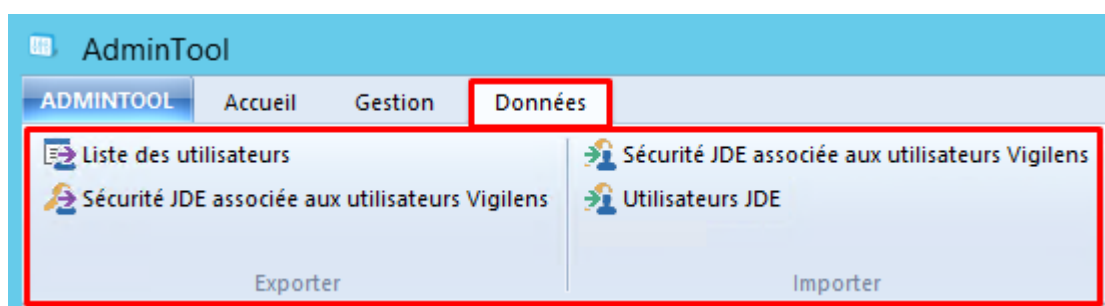 AdminTool
ADMINTOOL Accueil Gestion Données
Liste des utilisateurs
Sécurité JDE associée aux utilisateurs Vigilens
Exporter
Sécurité JDE associée aux utilisateurs Vigilens
Utilisateurs JDE
Importer